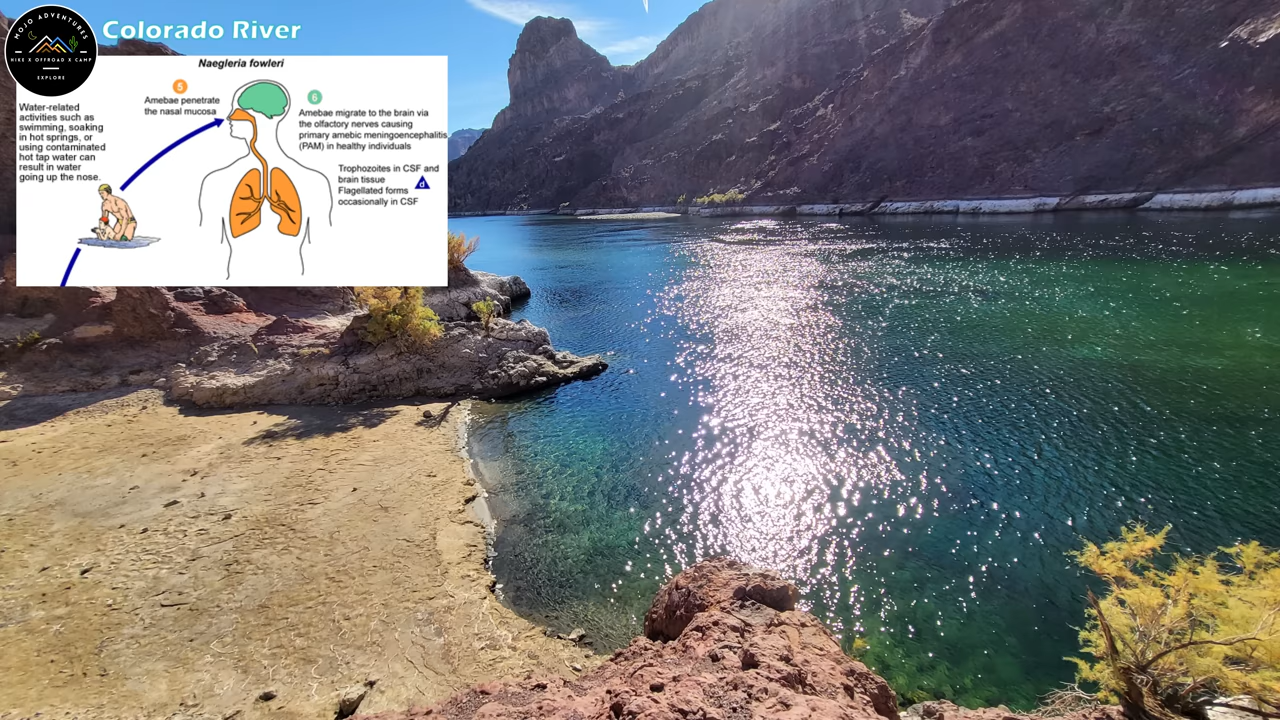 MOJO ADVENTURES
HIKE X OFFROAD X CAMP
EXPLORE
Colorado River
Naegleria fowleri
5
Amebae penetrate
the nasal mucosa
6
Amebae migrate to the brain via
the olfactory nerves causing
primary amebic meningoencephalitis
(PAM) in healthy individuals
Water-related
activities such as
swimming, soaking
in hot springs, or
using contaminated
hot tap water can
result in water
going up the nose.
Trophozoites in CSF and
brain tissue
Flagellated forms
occasionally in CSF
d